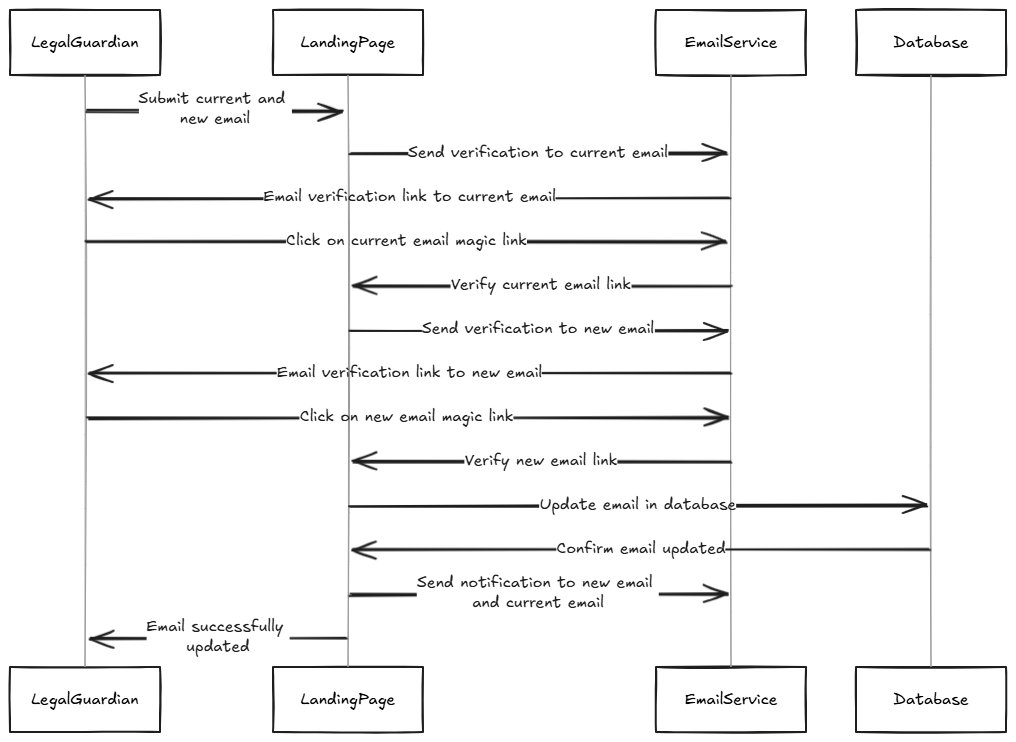 LegalGuardian
LandingPage
EmailService
Database
Submit current and
new email
Send verification to current email
Email verification link to current email
Click on current email magic link
Verify current email link
Send verification to new email
Email verification link to new email
Click on new email magic link
Verify new email link
Update email in database
Confirm email updated
Send notification to new email
and current email
Email successfully
updated
LegalGuardian
LandingPage
EmailService
Database